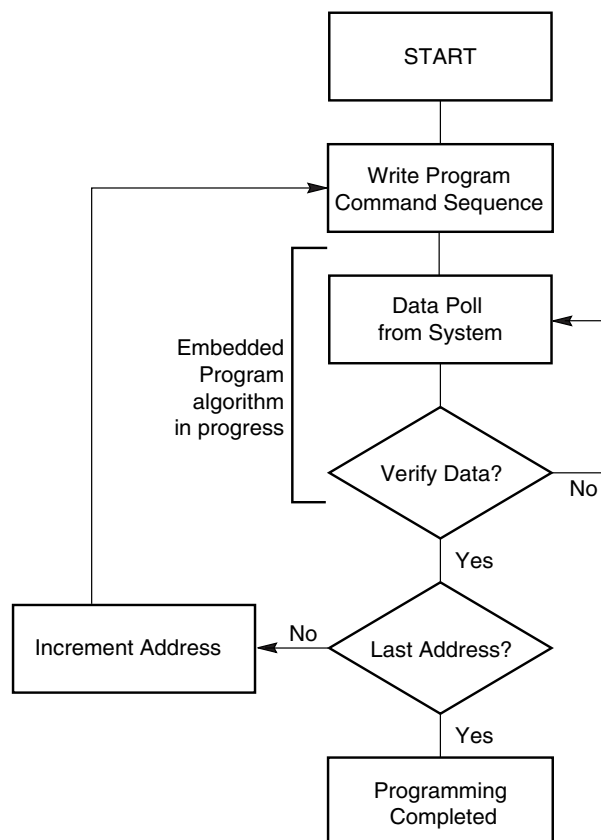 START
Write Program
Command Sequence
Data Poll
from System
Embedded
Program
algorithm
in progress
Verify Data?
No
Yes
Increment Address
No
Last Address?
Yes
Programming
Completed